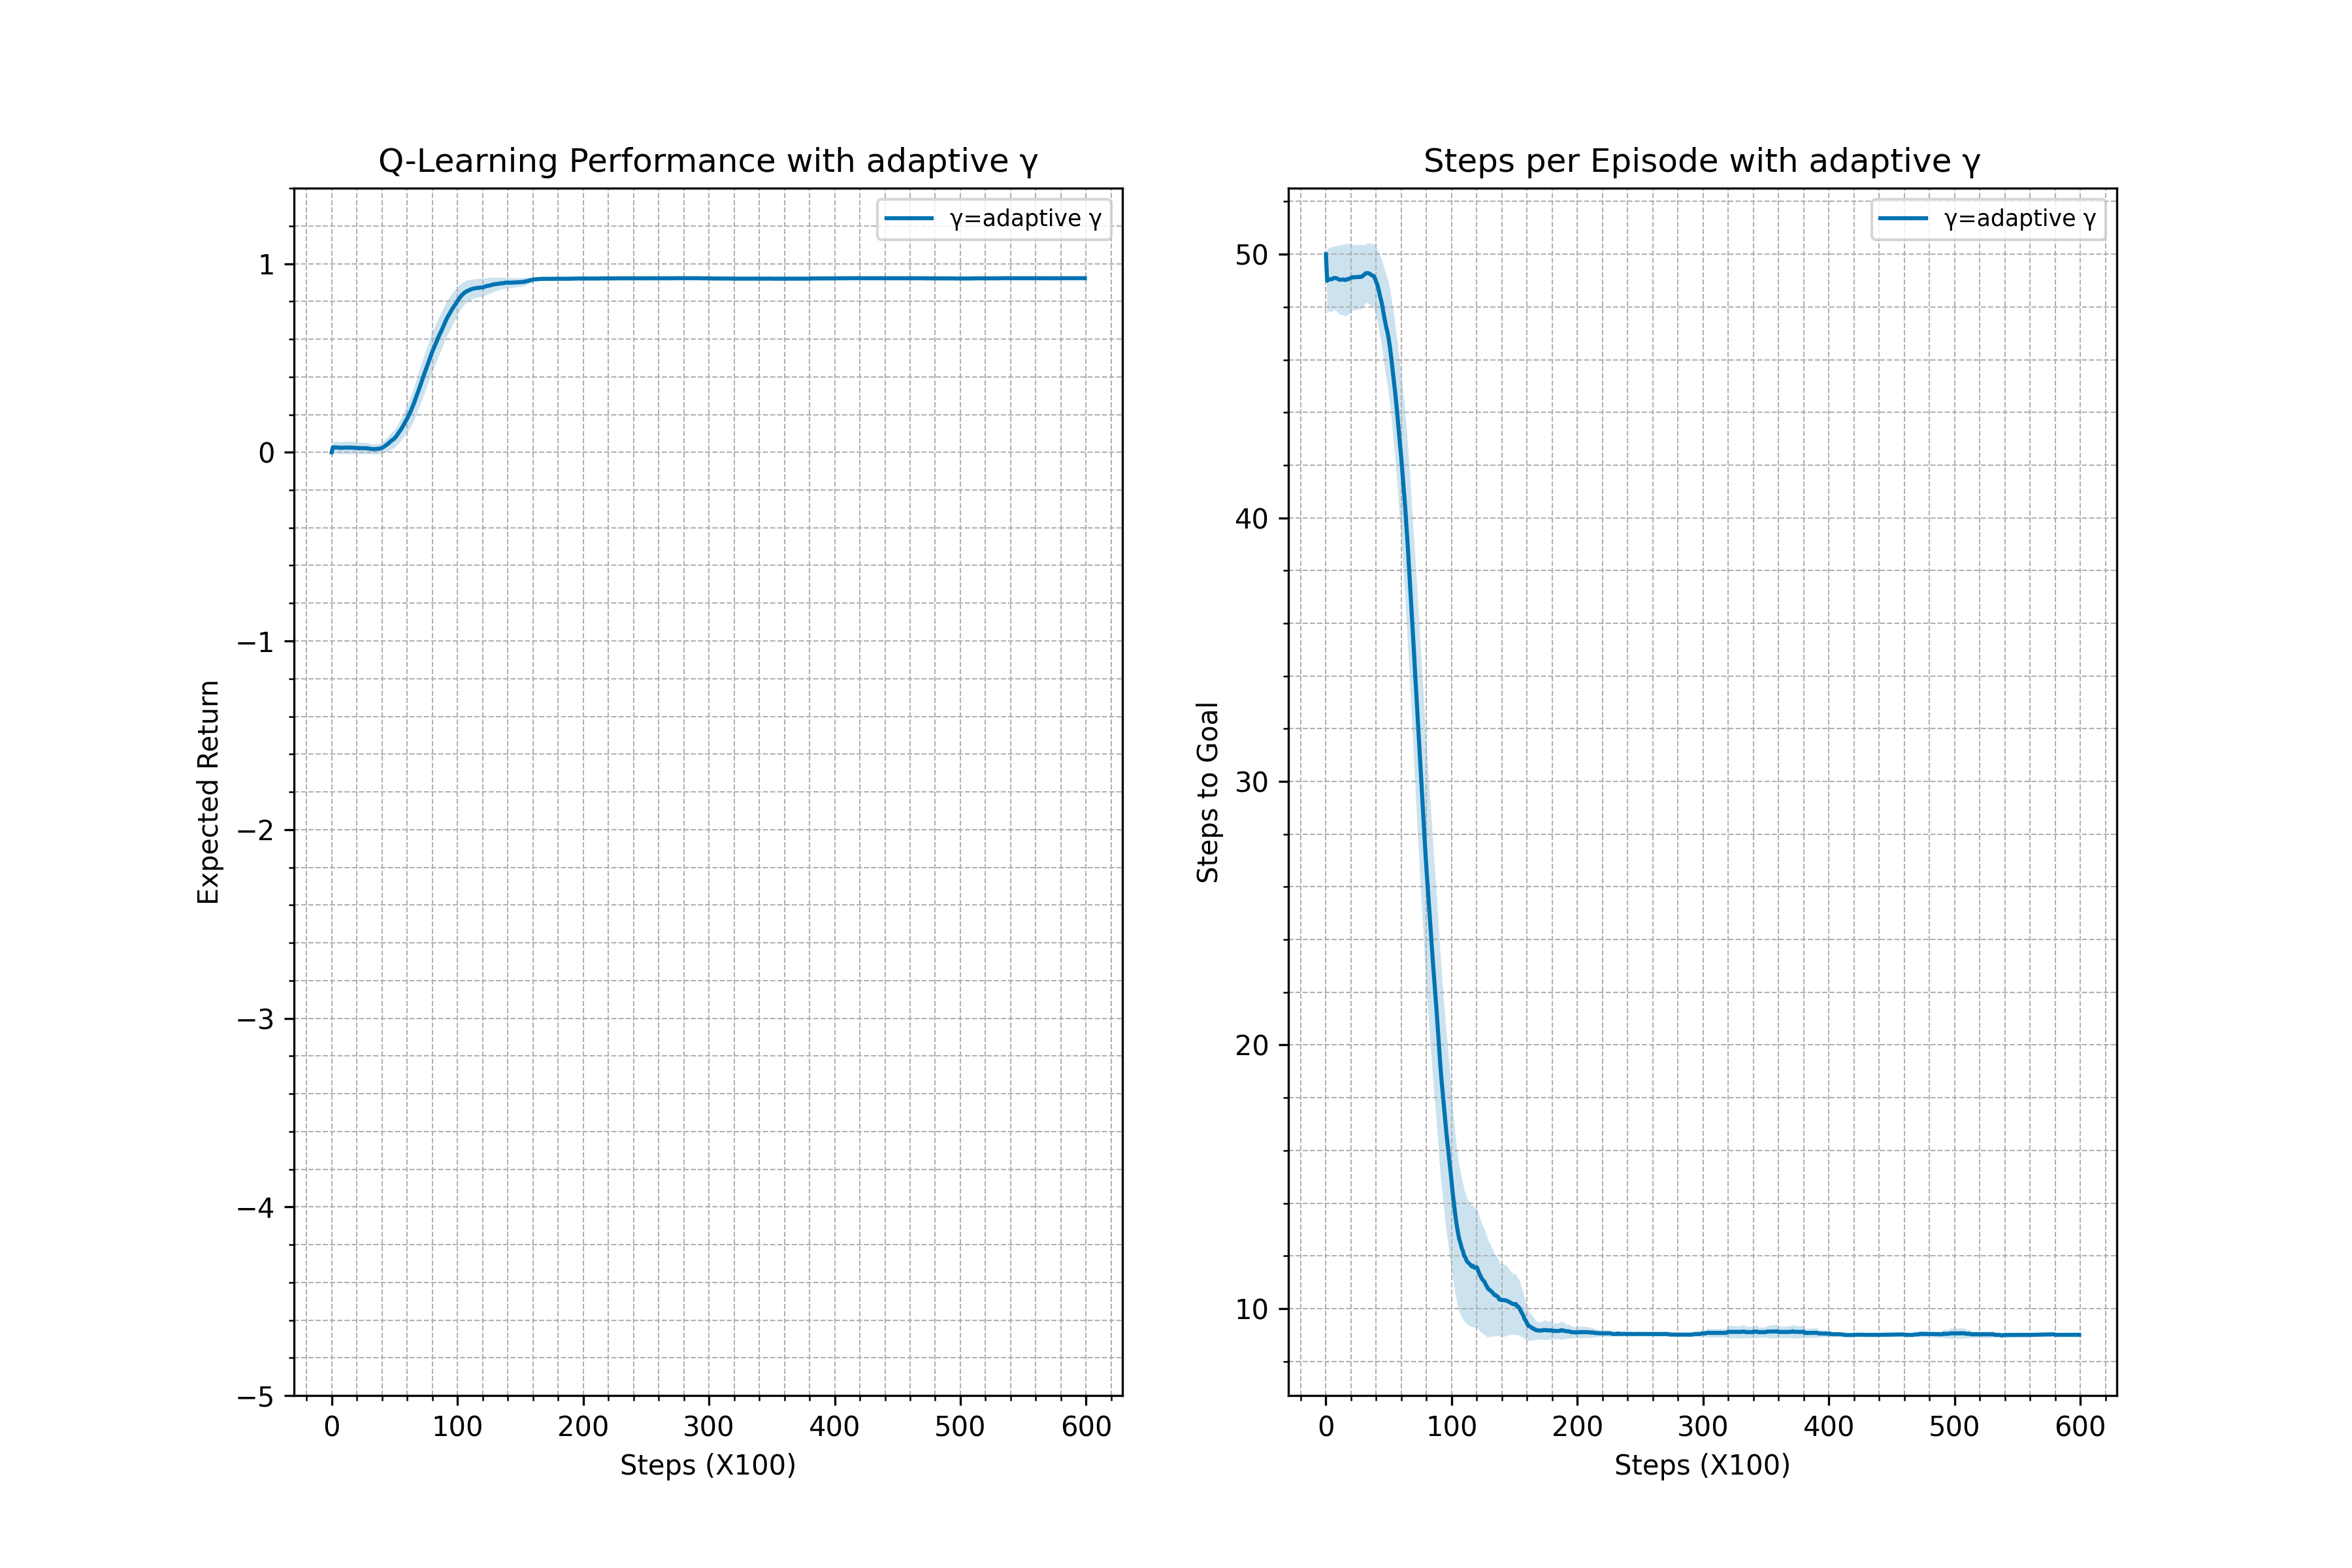 Q-Learning Performance with adaptive γ
γ=adaptive γ
1
0
−1
−2
−3
−4
−5
Expected Return
0 100 200 300 400 500 600
Steps (X100)
Steps per Episode with adaptive γ
γ=adaptive γ
50
40
30
20
10
Steps to Goal
0 100 200 300 400 500 600
Steps (X100)